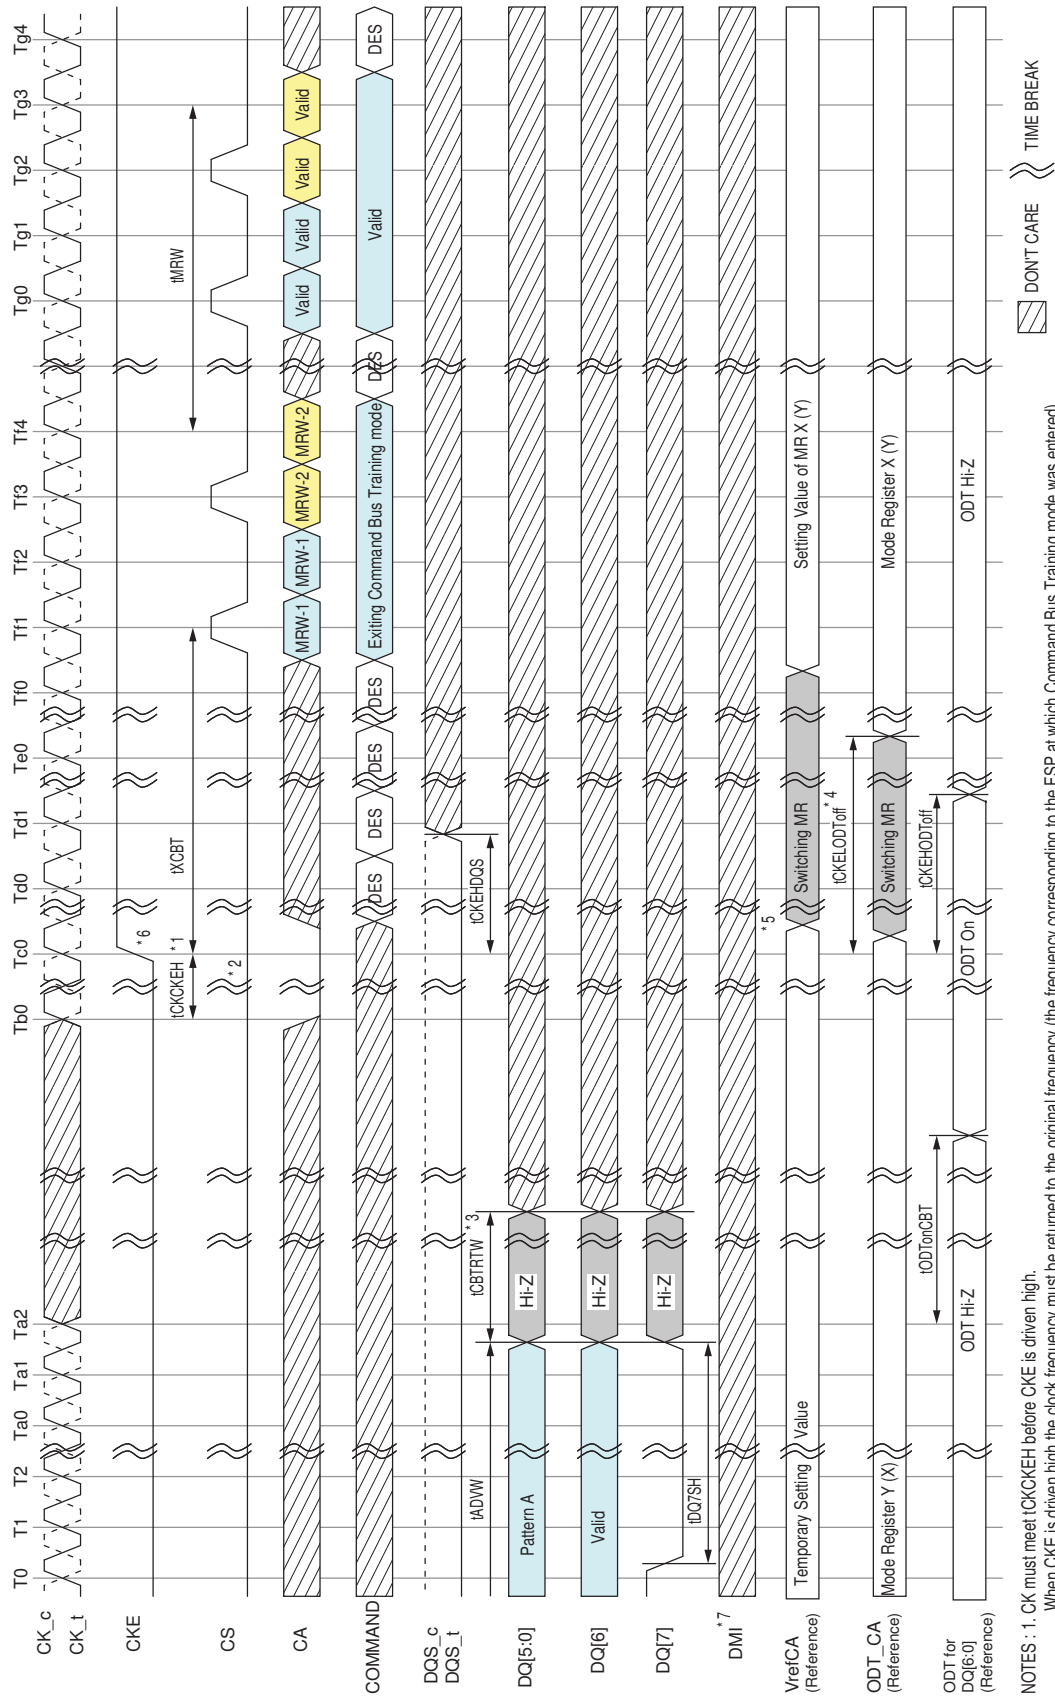 T0 T1 T2 Ta0 Ta1 Ta2 Tb0 Tc0 Td0 Td1 Te0 Tf0 Tf1 Tf2 Tf3 Tf4 Tg0 Tg1 Tg2 Tg3 Tg4
CK_c
CK_t
CKE
* 6
tCKCKEH * 1
tXCBT
tMRW
CS
* 2
CA
MRW-1 MRW-1 MRW-2 MRW-2 Valid Valid Valid Valid
COMMAND
DES DES DES DES Exiting Command Bus Training mode DES Valid DES
DQS_c
DQS_t
tCKEHDQS
tADVW
tCBTRTW * 3
DQ[5:0]
Pattern A Hi-Z
DQ[6]
Valid Hi-Z
DQ[7]
Hi-Z
tDQ7SH
DMI * 7
* 5
VrefCA
(Reference)
Temporary Setting Value Switching MR Setting Value of MR X (Y)
tCKELODToff * 4
ODT_CA
(Reference)
Mode Register Y (X) Switching MR Mode Register X (Y)
tODTonCBT
tCKEHODToff
ODT for
DQ[6:0]
(Reference)
ODT Hi-Z ODT On ODT Hi-Z
DON'T CARE TIME BREAK
NOTES : 1. CK must meet tCKCKEH before CKE is driven high.
When CKE is driven high the clock frequency must be returned to the original frequency (the frequency corresponding to the FSP at which Command Bus Training mode was entered)